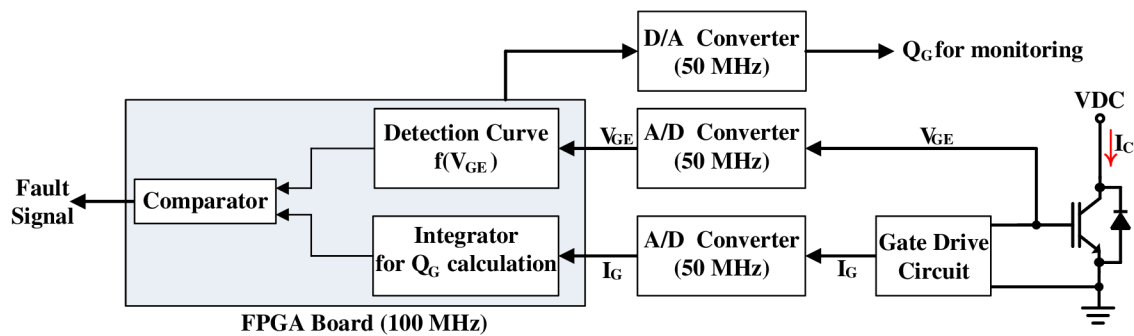 D/A Converter
(50 MHz)
QG for monitoring
VDC
IC
Detection Curve
f(VGE)
VGE
A/D Converter
(50 MHz)
VGE
Fault
Signal
Comparator
Integrator
for QG calculation
IG
A/D Converter
(50 MHz)
IG
Gate Drive
Circuit
FPGA Board (100 MHz)